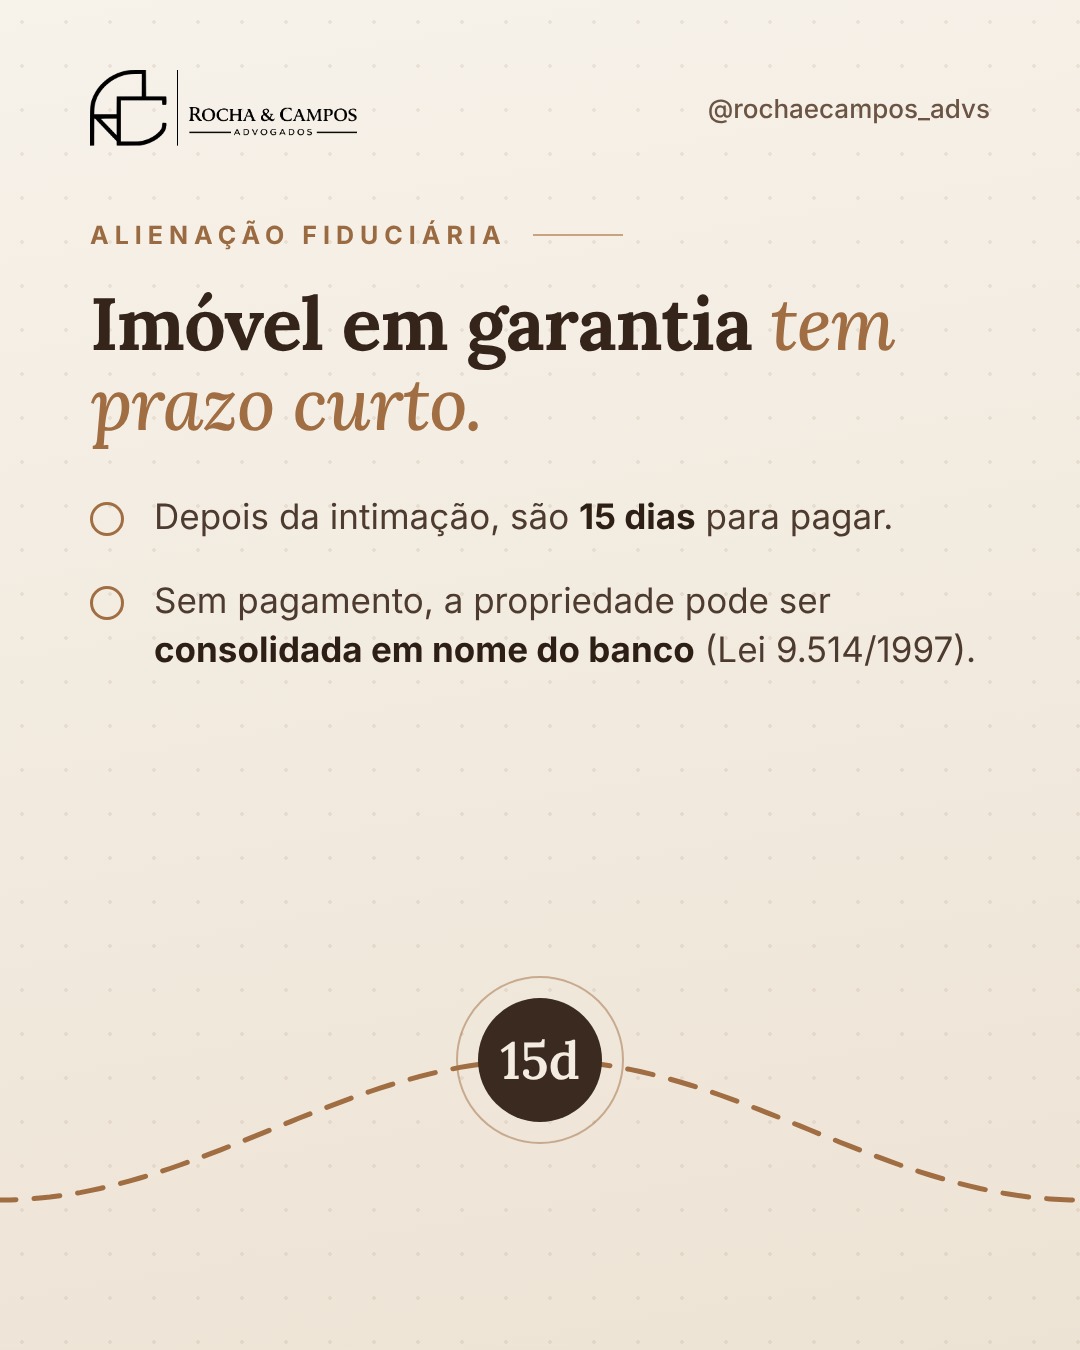 ROCHA & CAMPOS
ADVOGADOS
@rochaecampos_advs
ALIENAÇÃO FIDUCIÁRIA
Imóvel em garantia tem
prazo curto.
Depois da intimação, são 15 dias para pagar.
Sem pagamento, a propriedade pode ser
consolidada em nome do banco (Lei 9.514/1997).
15d